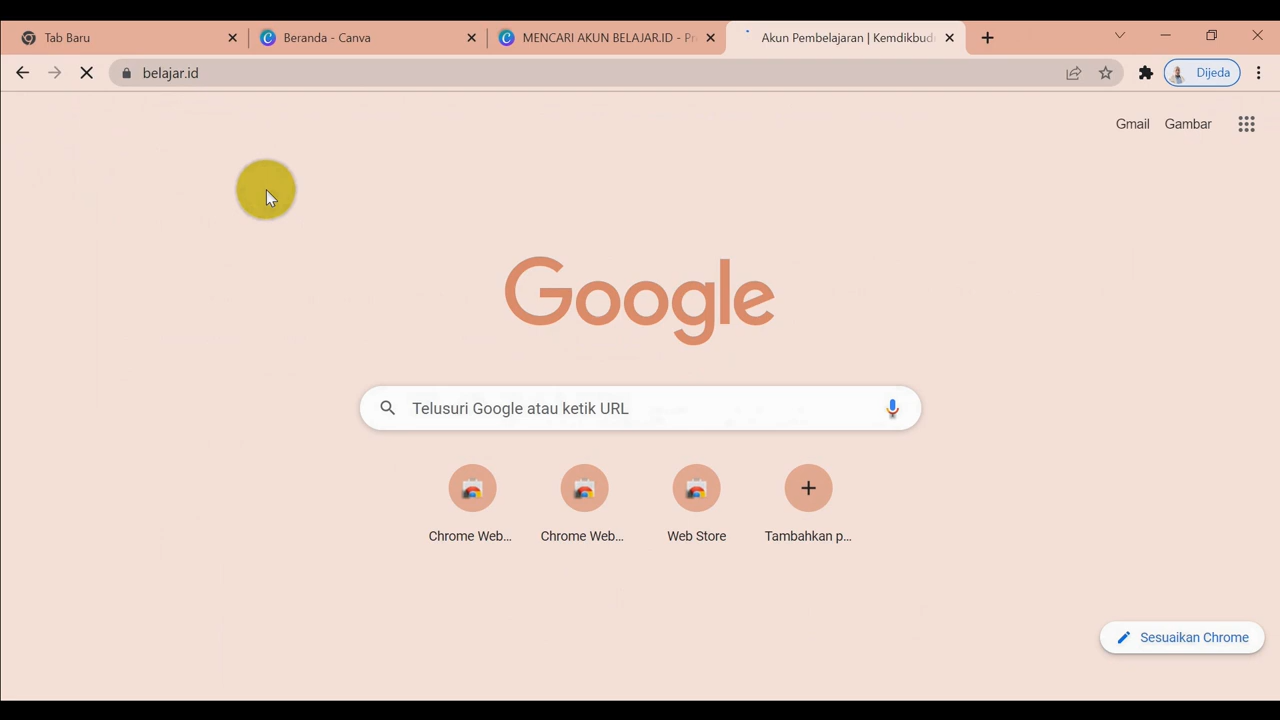 Tab Baru
Beranda - Canva
MENCARI AKUN BELAJAR.ID - Pr
Akun Pembelajaran | Kemdikbud
belajar.id
Dijeda
Gmail Gambar
Google
Telusuri Google atau ketik URL
Chrome Web... Chrome Web... Web Store Tambahkan p...
Sesuaikan Chrome